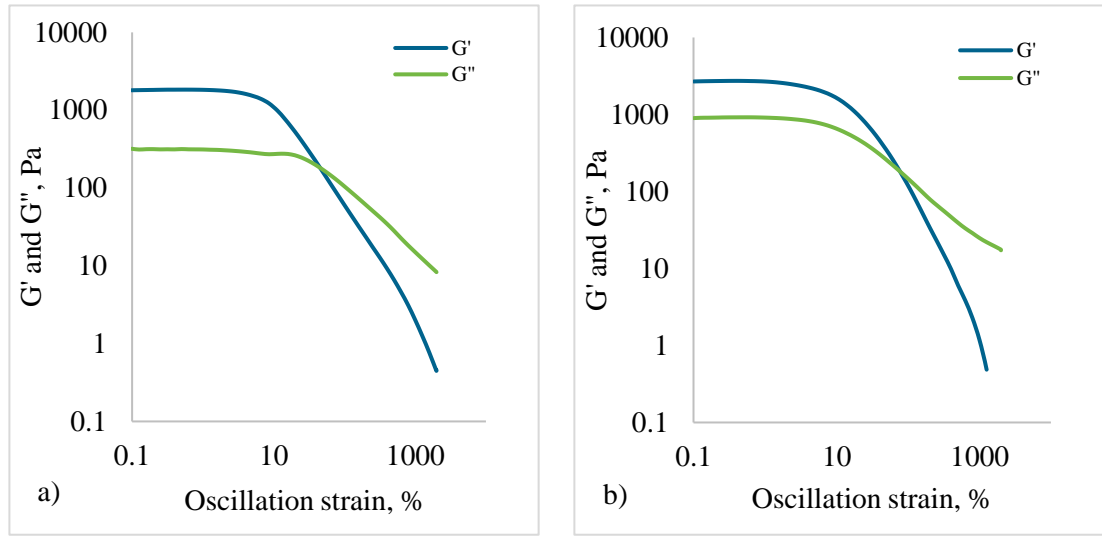 10000
1000
100
10
1
0.1
0.1 10 1000
G' and G", Pa
Oscillation strain, %
G'
G"
a)
10000
1000
100
10
1
0.1
0.1 10 1000
G' and G", Pa
Oscillation strain, %
G'
G"
b)